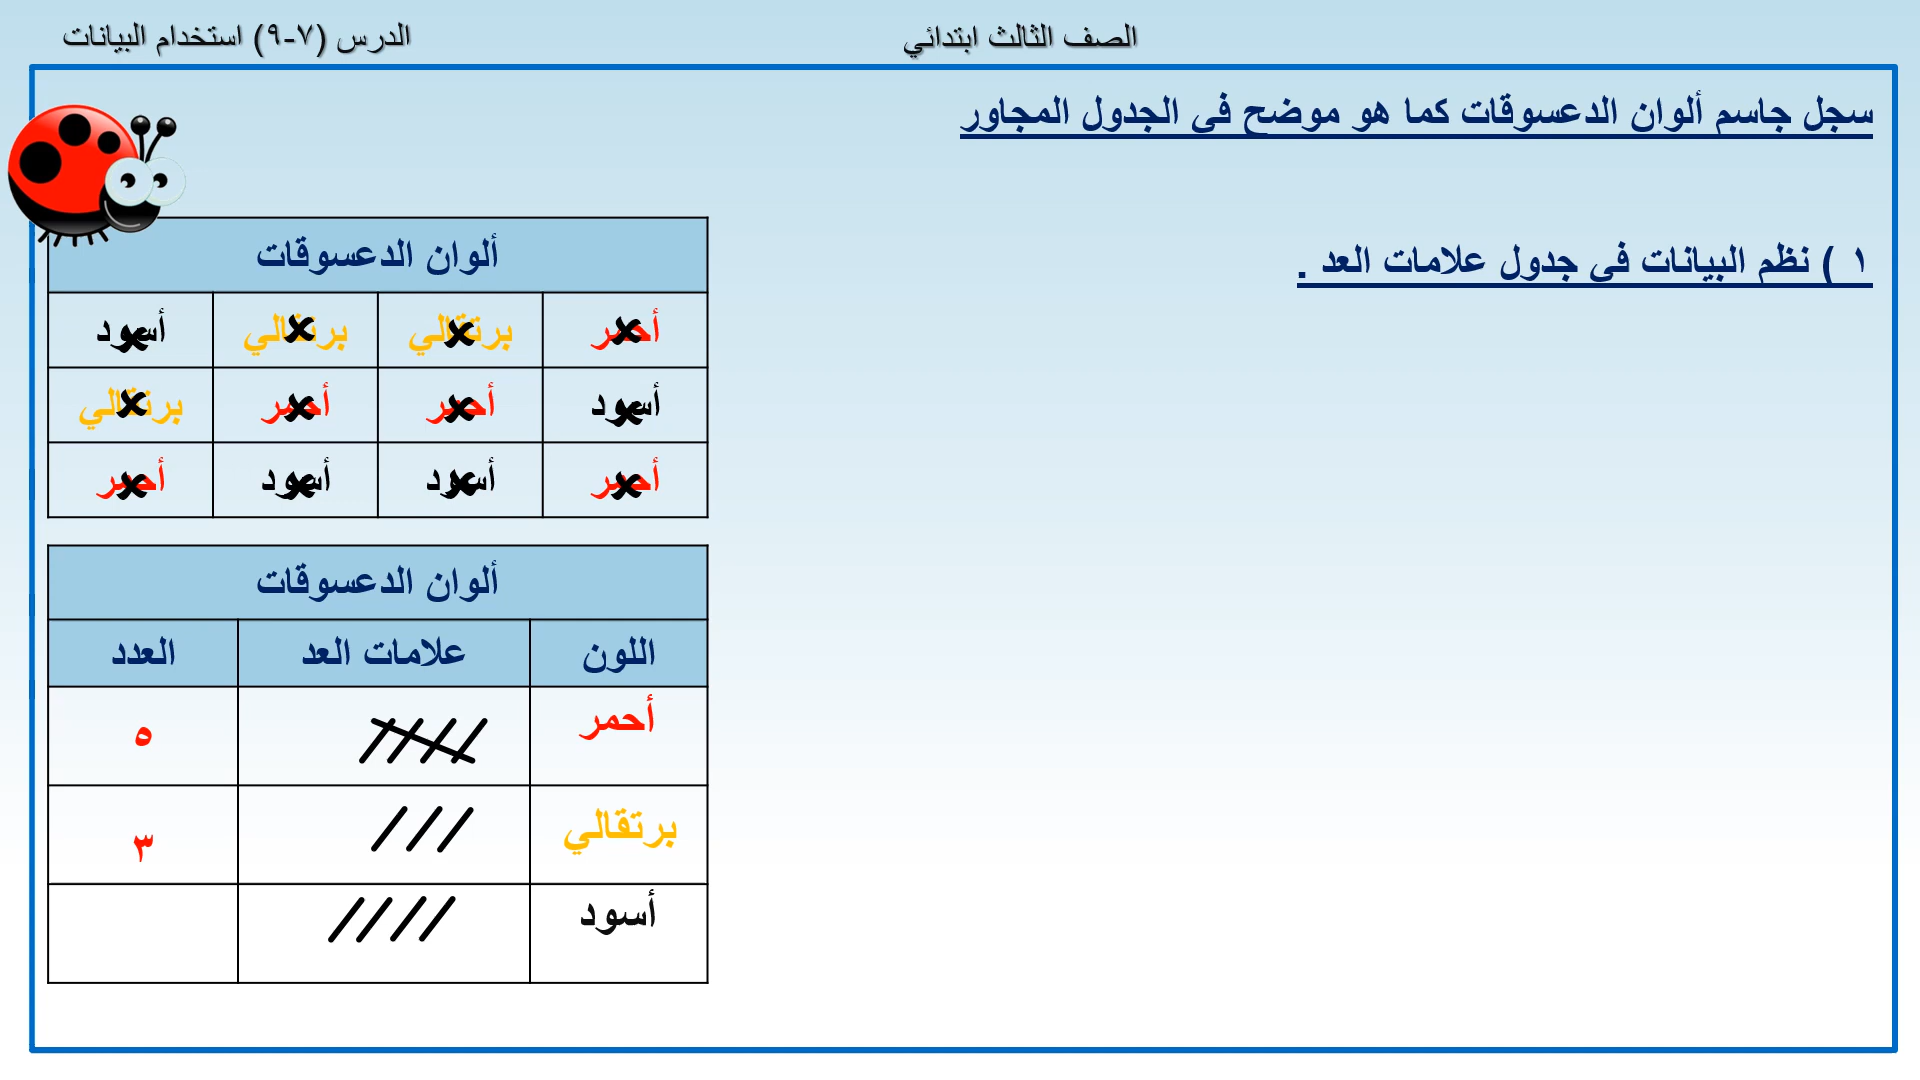 الصف الثالث ابتدائي
الدرس (٧-٩) استخدام البيانات
سجل جاسم ألوان الدعسوقات كما هو موضح في الجدول المجاور
١ ) نظم البيانات في جدول علامات العد .
ألوان الدعسوقات
أحمر برتقالي برتقالي أسود
أسود أحمر أحمر برتقالي
أحمر أسود أسود أحمر
ألوان الدعسوقات
اللون علامات العد العدد
أحمر ٥
برتقالي ٣
أسود